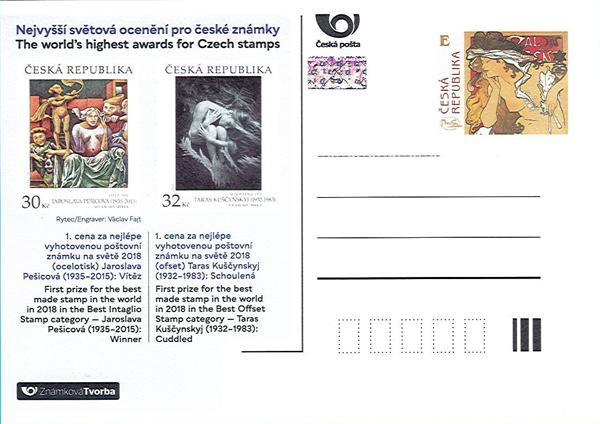 Nejvyšší světová ocenění pro české známky
The world's highest awards for Czech stamps
ČESKÁ REPUBLIKA
30 Kč
JAROSLAVA PEŠICOVÁ (1935-2015)
ČESKÁ REPUBLIKA
32 Kč
TARAS KUŠČYNSKYJ (1932-1983)
Rytec/Engraver: Václav Fajt
1. cena za nejlépe
vyhotovenou poštovní
známku na světě 2018
(ocelotisk) Jaroslava
Pešicová (1935–2015): Vítěz
First prize for the best
made stamp in the world
in 2018 in the Best Intaglio
Stamp category — Jaroslava
Pešicová (1935–2015):
Winner
1. cena za nejlépe
vyhotovenou poštovní
známku na světě 2018
(ofset) Taras Kuščynskyj
(1932–1983): Schoulená
First prize for the best
made stamp in the world
in 2018 in the Best Offset
Stamp category — Taras
Kuščynskyj (1932–1983):
Cuddled
ZnámkováTvorba
Česká pošta
E
ČESKÁ
REPUBLIKA